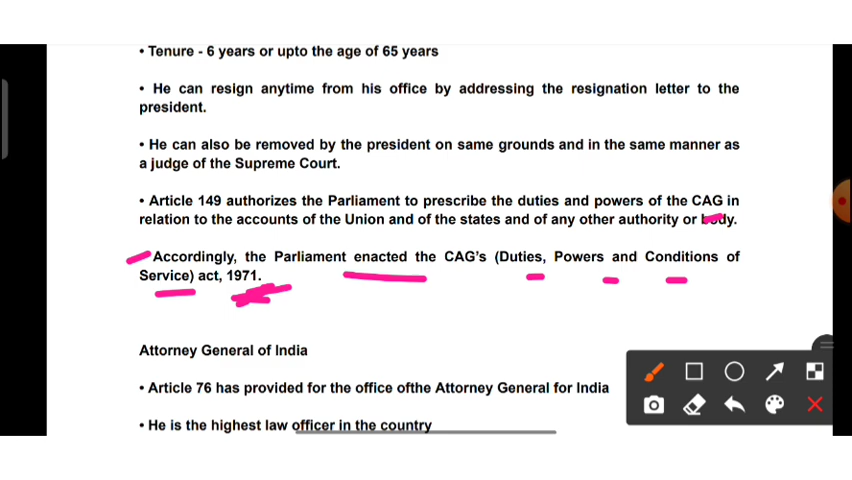 • Tenure - 6 years or upto the age of 65 years
• He can resign anytime from his office by addressing the resignation letter to the
president.
• He can also be removed by the president on same grounds and in the same manner as
a judge of the Supreme Court.
• Article 149 authorizes the Parliament to prescribe the duties and powers of the CAG in
relation to the accounts of the Union and of the states and of any other authority or body.
Accordingly, the Parliament enacted the CAG's (Duties, Powers and Conditions of
Service) act, 1971.
Attorney General of India
• Article 76 has provided for the office ofthe Attorney General for India
• He is the highest law officer in the country